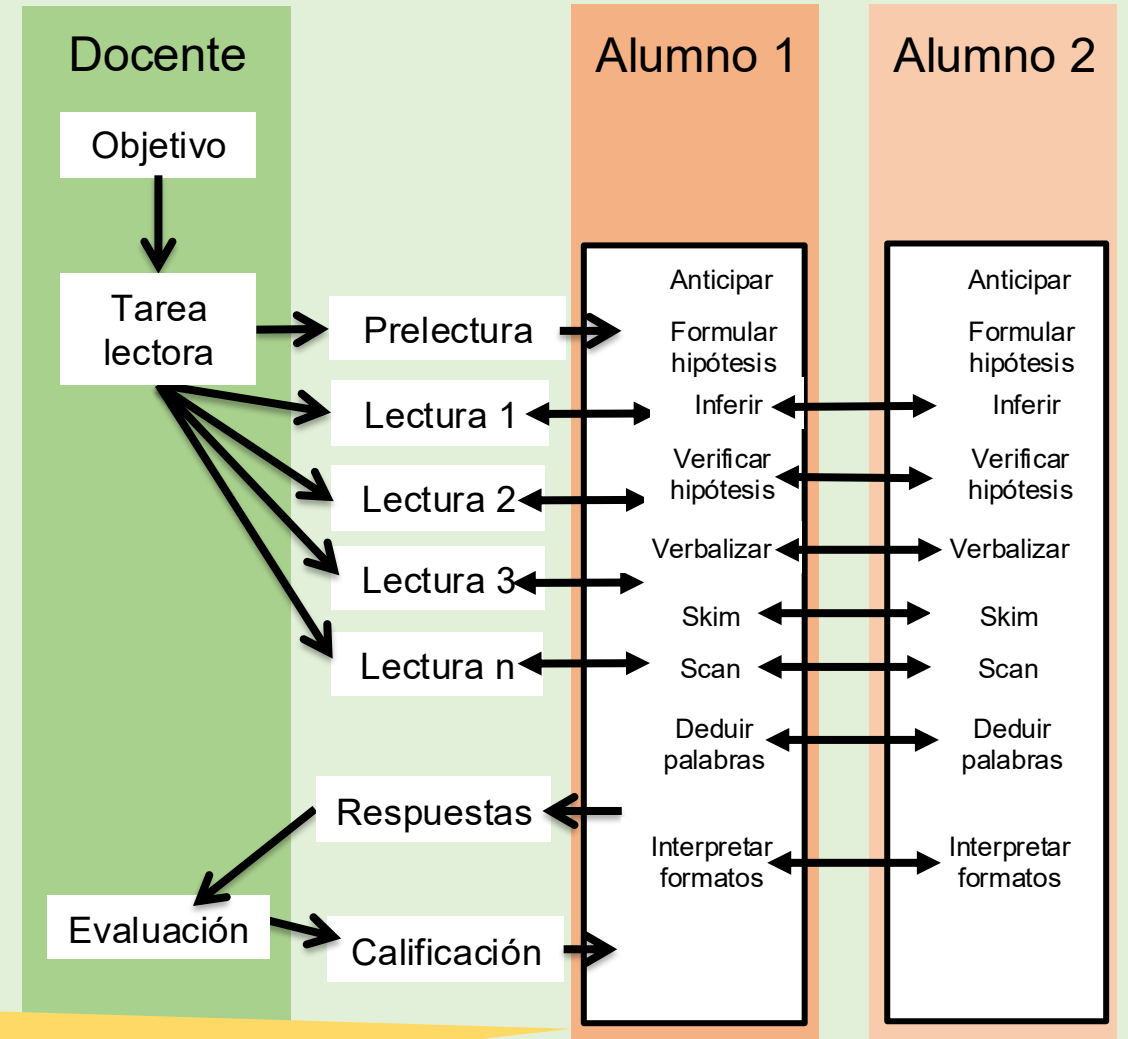 Docente
Alumno 1
Alumno 2
Objetivo
Tarea
lectora
Prelectura
Lectura 1
Lectura 2
Lectura 3
Lectura n
Respuestas
Evaluación
Calificación
Anticipar
Formular
hipótesis
Inferir
Verificar
hipótesis
Verbalizar
Skim
Scan
Deduir
palabras
Interpretar
formatos
Anticipar
Formular
hipótesis
Inferir
Verificar
hipótesis
Verbalizar
Skim
Scan
Deduir
palabras
Interpretar
formatos